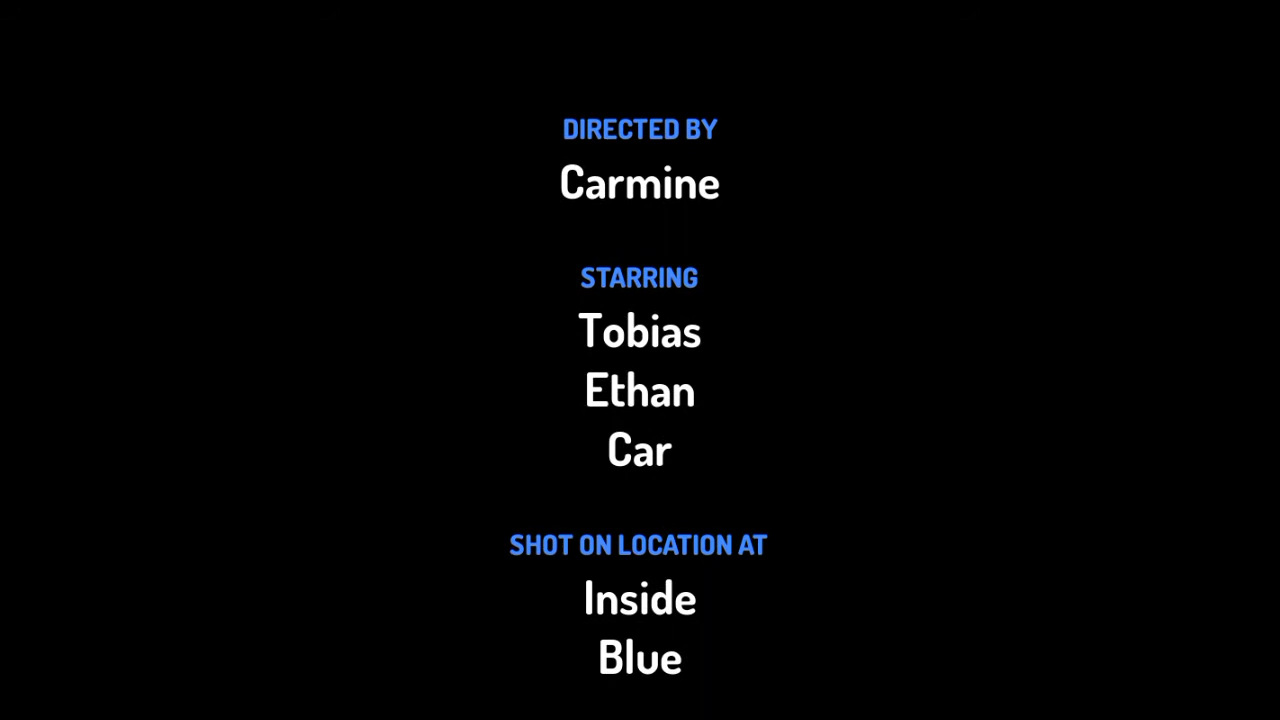 DIRECTED BY
Carmine
STARRING
Tobias
Ethan
Car
SHOT ON LOCATION AT
Inside
Blue